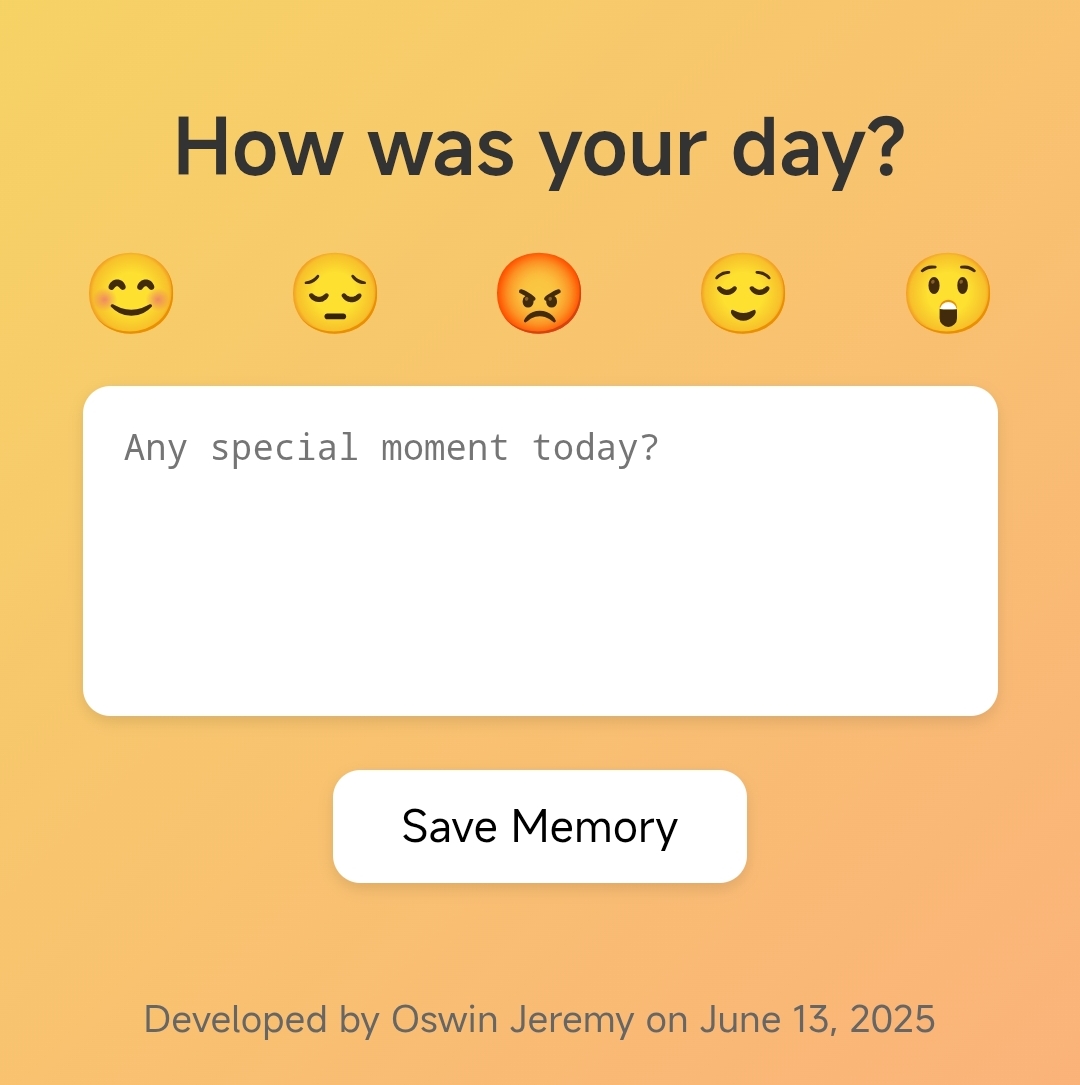 How was your day?
Any special moment today?
Save Memory
Developed by Oswin Jeremy on June 13, 2025